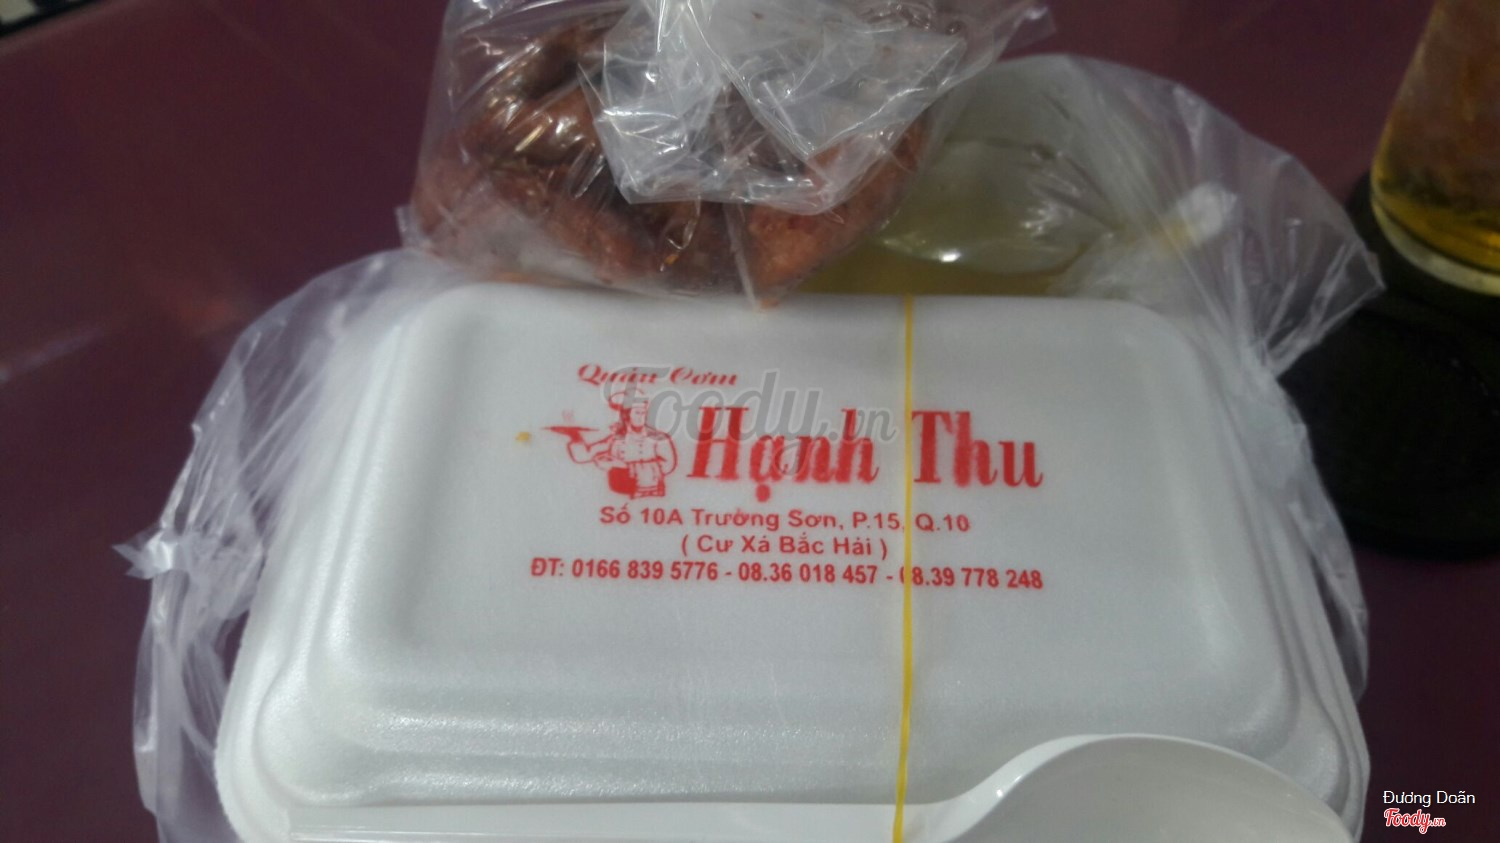 Quán Cơm
Hạnh Thu
Số 10A Trường Sơn, P.15, Q.10
( Cư Xá Bắc Hải )
ĐT: 0166 839 5776 - 08.36 018 457 - 08.39 778 248
Foody.vn
Đương Doãn
Foody.vn